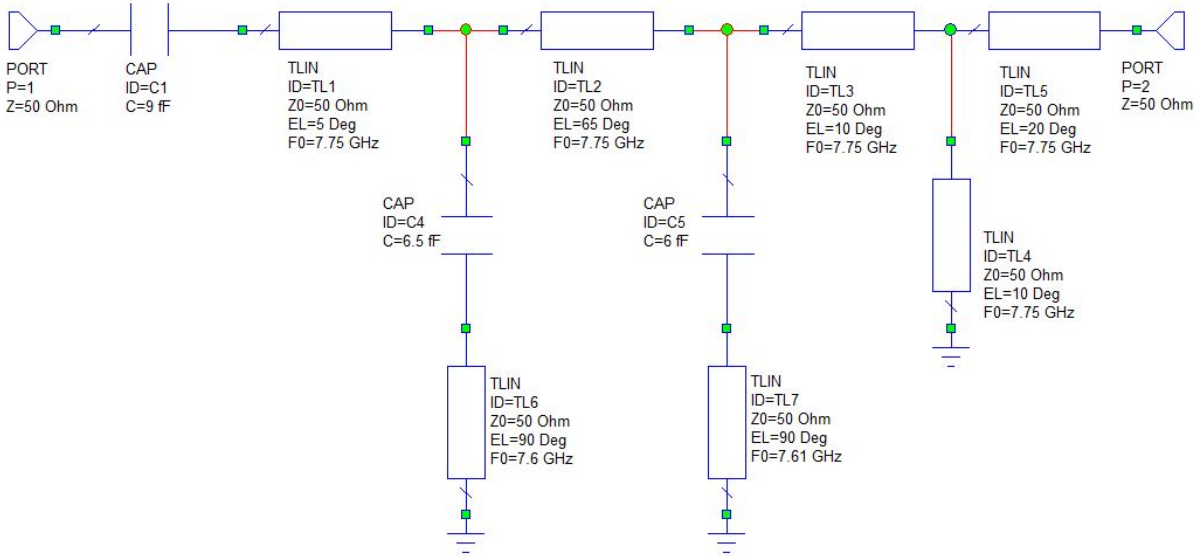 PORT
P=1
Z=50 Ohm
CAP
ID=C1
C=9 fF
TLIN
ID=TL1
Z0=50 Ohm
EL=5 Deg
F0=7.75 GHz
TLIN
ID=TL2
Z0=50 Ohm
EL=65 Deg
F0=7.75 GHz
TLIN
ID=TL3
Z0=50 Ohm
EL=10 Deg
F0=7.75 GHz
TLIN
ID=TL5
Z0=50 Ohm
EL=20 Deg
F0=7.75 GHz
PORT
P=2
Z=50 Ohm
CAP
ID=C4
C=6.5 fF
CAP
ID=C5
C=6 fF
TLIN
ID=TL4
Z0=50 Ohm
EL=10 Deg
F0=7.75 GHz
TLIN
ID=TL6
Z0=50 Ohm
EL=90 Deg
F0=7.6 GHz
TLIN
ID=TL7
Z0=50 Ohm
EL=90 Deg
F0=7.61 GHz